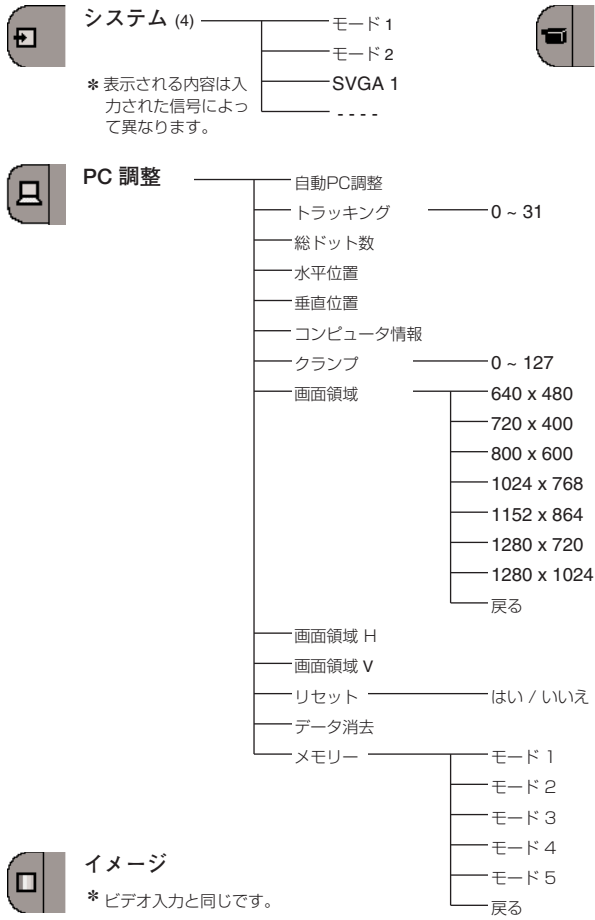 システム (4)
モード 1
モード 2
SVGA 1
- - - -
* 表示される内容は入
力された信号によっ
て異なります。
PC 調整
自動PC調整
トラッキング 0 ~ 31
総ドット数
水平位置
垂直位置
コンピュータ情報
クランプ 0 ~ 127
画面領域 640 x 480
720 x 400
800 x 600
1024 x 768
1152 x 864
1280 x 720
1280 x 1024
戻る
画面領域 H
画面領域 V
リセット はい / いいえ
データ消去
メモリー モード 1
モード 2
モード 3
モード 4
モード 5
戻る
イメージ
* ビデオ入力と同じです。